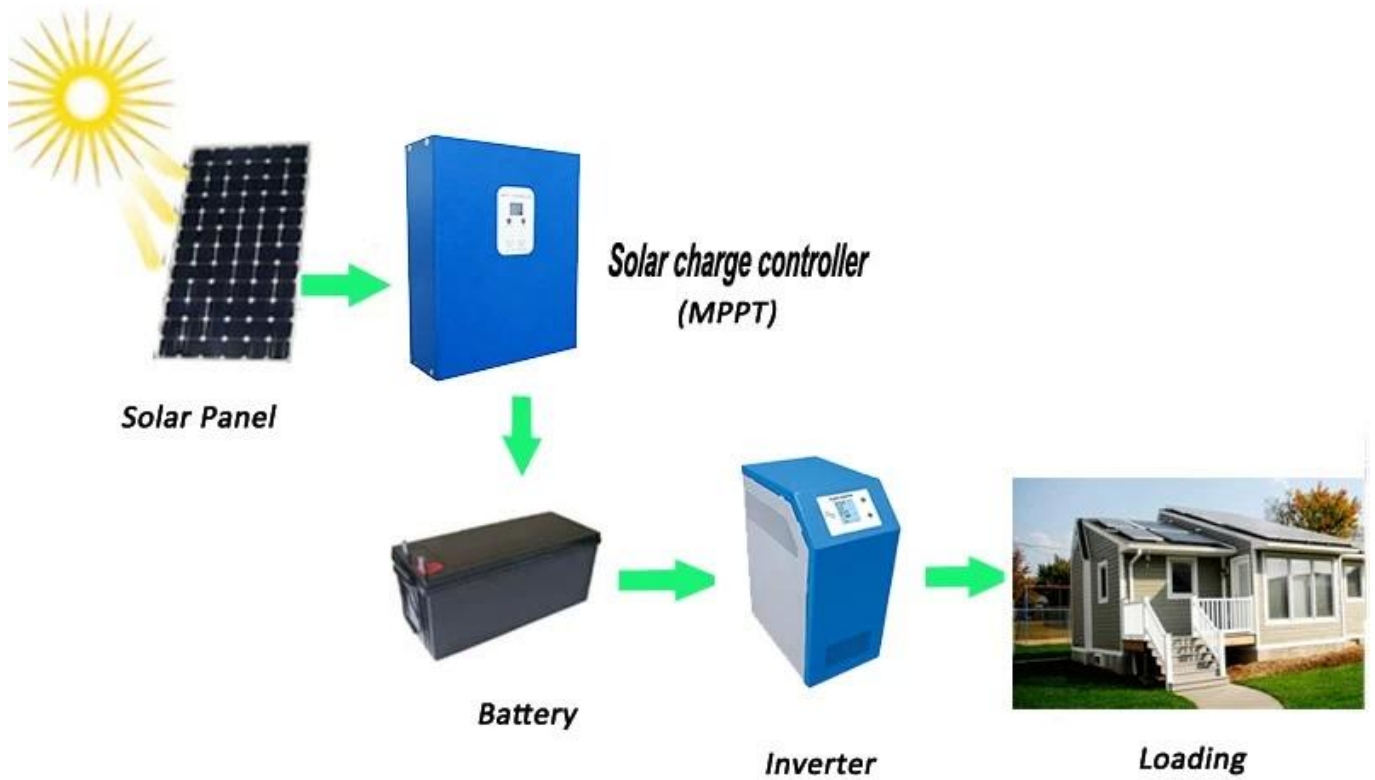 Solar charge controller
(MPPT)
Solar Panel
Battery
Inverter
Loading